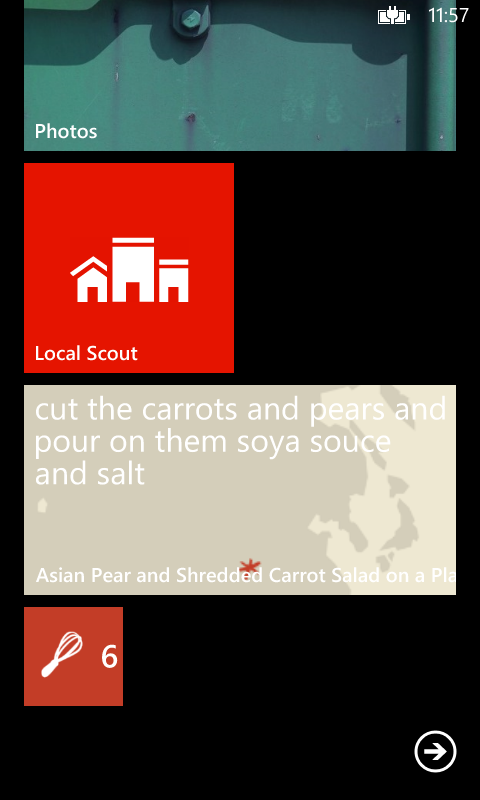 11:57
Photos
Local Scout
cut the carrots and pears and
pour on them soya souce
and salt
Asian Pear and Shredded Carrot Salad on a Pla
6